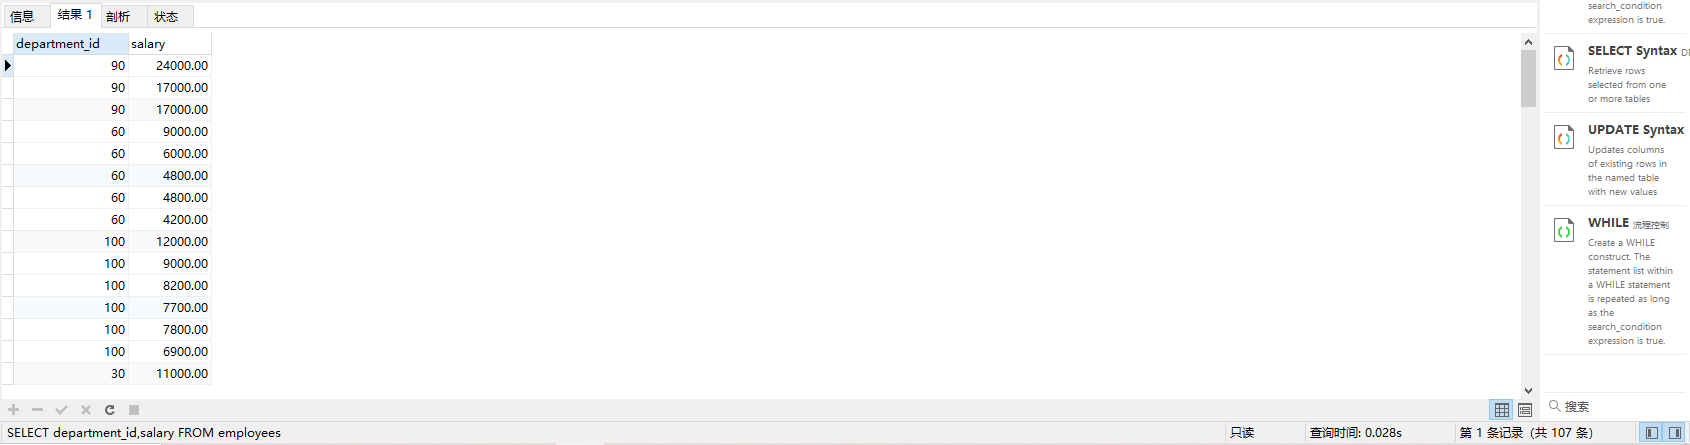 信息 结果 1 剖析 状态
department_id salary
90 24000.00
90 17000.00
90 17000.00
60 9000.00
60 6000.00
60 4800.00
60 4800.00
60 4200.00
100 12000.00
100 9000.00
100 8200.00
100 7700.00
100 7800.00
100 6900.00
30 11000.00
SELECT department_id,salary FROM employees
只读
查询时间: 0.028s
第 1 条记录 (共 107 条)
search_condition
expression is true.
SELECT Syntax
Retrieve rows
selected from one
or more tables
UPDATE Syntax
Updates columns
of existing rows in
the named table
with new values
WHILE 流程控制
Create a WHILE
construct. The
statement list within
a WHILE statement
is repeated as long
as the
search_condition
expression is true.
搜索